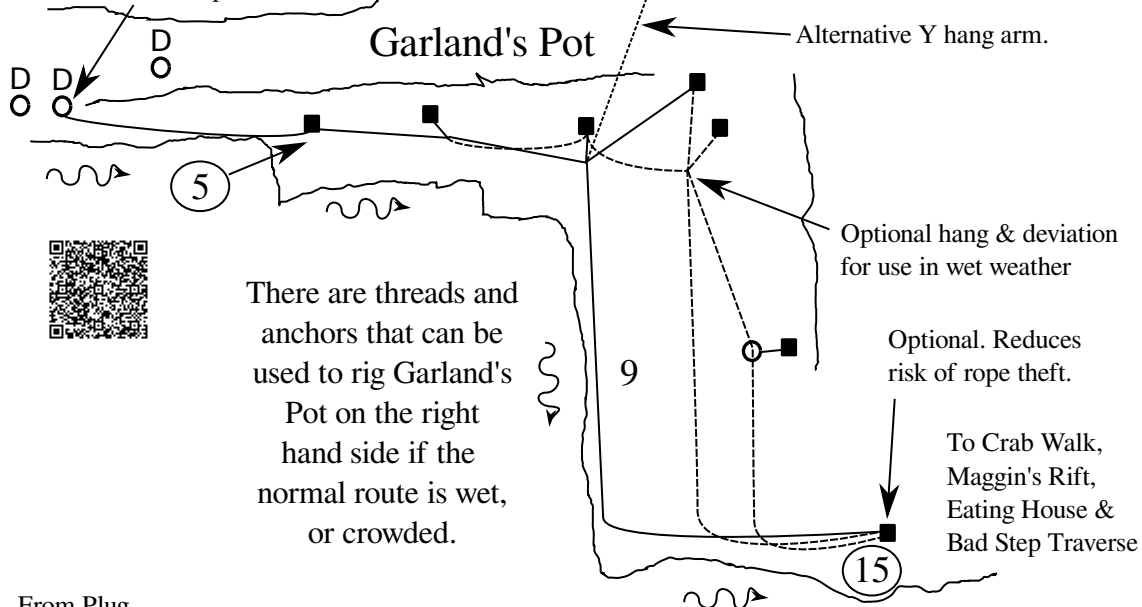 Garland's Pot
Alternative Y hang arm.
D
D D
5
Optional hang & deviation
for use in wet weather
There are threads and
anchors that can be
used to rig Garland's
Pot on the right
hand side if the
normal route is wet,
or crowded.
9
Optional. Reduces
risk of rope theft.
To Crab Walk,
Maggin's Rift,
Eating House &
Bad Step Traverse
15
From Plug